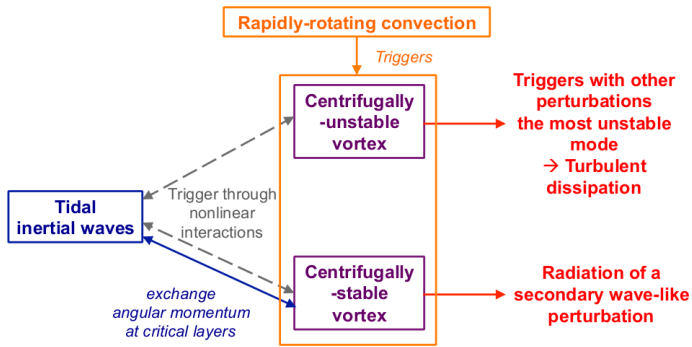 Rapidly-rotating convection
Triggers
Centrifugally
-unstable
vortex
Triggers with other
perturbations
the most unstable
mode
→ Turbulent
dissipation
Tidal
inertial waves
Trigger through
nonlinear
interactions
exchange
angular momentum
at critical layers
Centrifugally
-stable
vortex
Radiation of a
secondary wave-like
perturbation